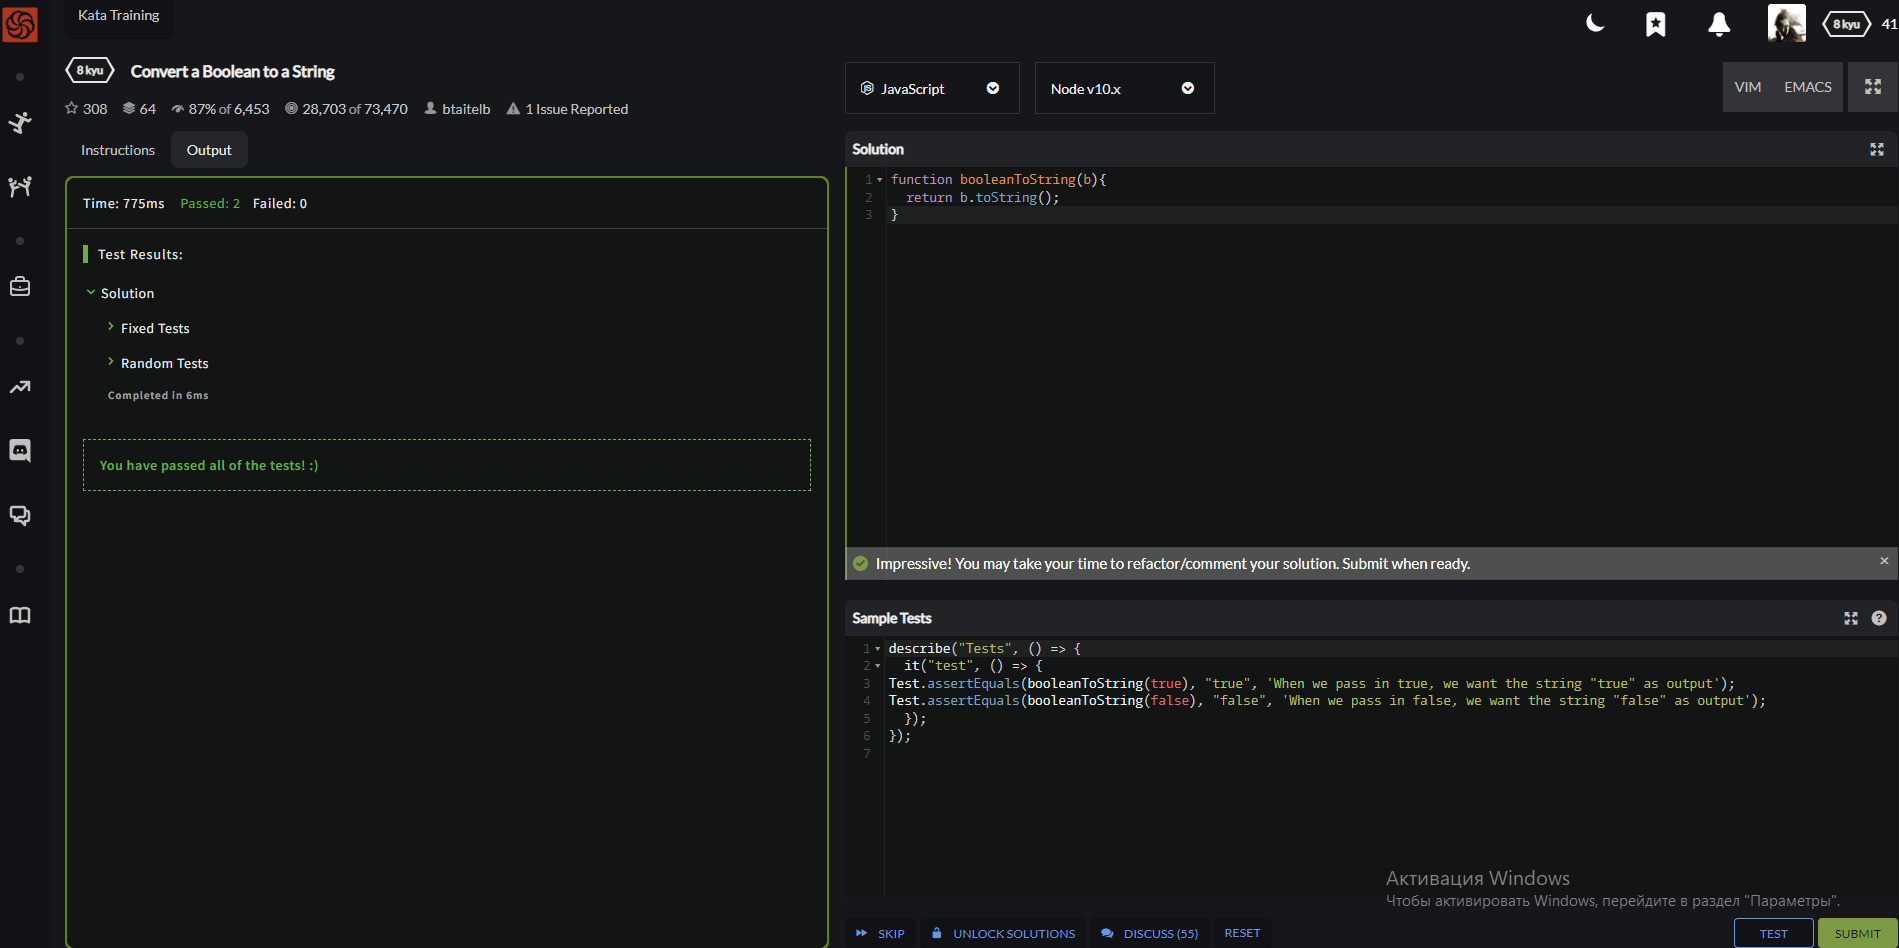 Kata Training
8 kyu
41
8 kyu
Convert a Boolean to a String
308
64
87% of 6,453
28,703 of 73,470
btaitelb
1 Issue Reported
Instructions
Output
Time: 775ms Passed: 2 Failed: 0
Test Results:
Solution
Fixed Tests
Random Tests
Completed in 6ms
You have passed all of the tests! :)
JavaScript
Node v10.x
VIM
EMACS
Solution
1 function booleanToString(b){
2 return b.toString();
3 }
Impressive! You may take your time to refactor/comment your solution. Submit when ready.
×
Sample Tests
?
1 describe("Tests", () => {
2 it("test", () => {
3 Test.assertEquals(booleanToString(true), "true", 'When we pass in true, we want the string "true" as output');
4 Test.assertEquals(booleanToString(false), "false", 'When we pass in false, we want the string "false" as output');
5 });
6 });
7
Активация Windows
Чтобы активировать Windows, перейдите в раздел "Параметры".
SKIP
UNLOCK SOLUTIONS
DISCUSS (55)
RESET
TEST
SUBMIT